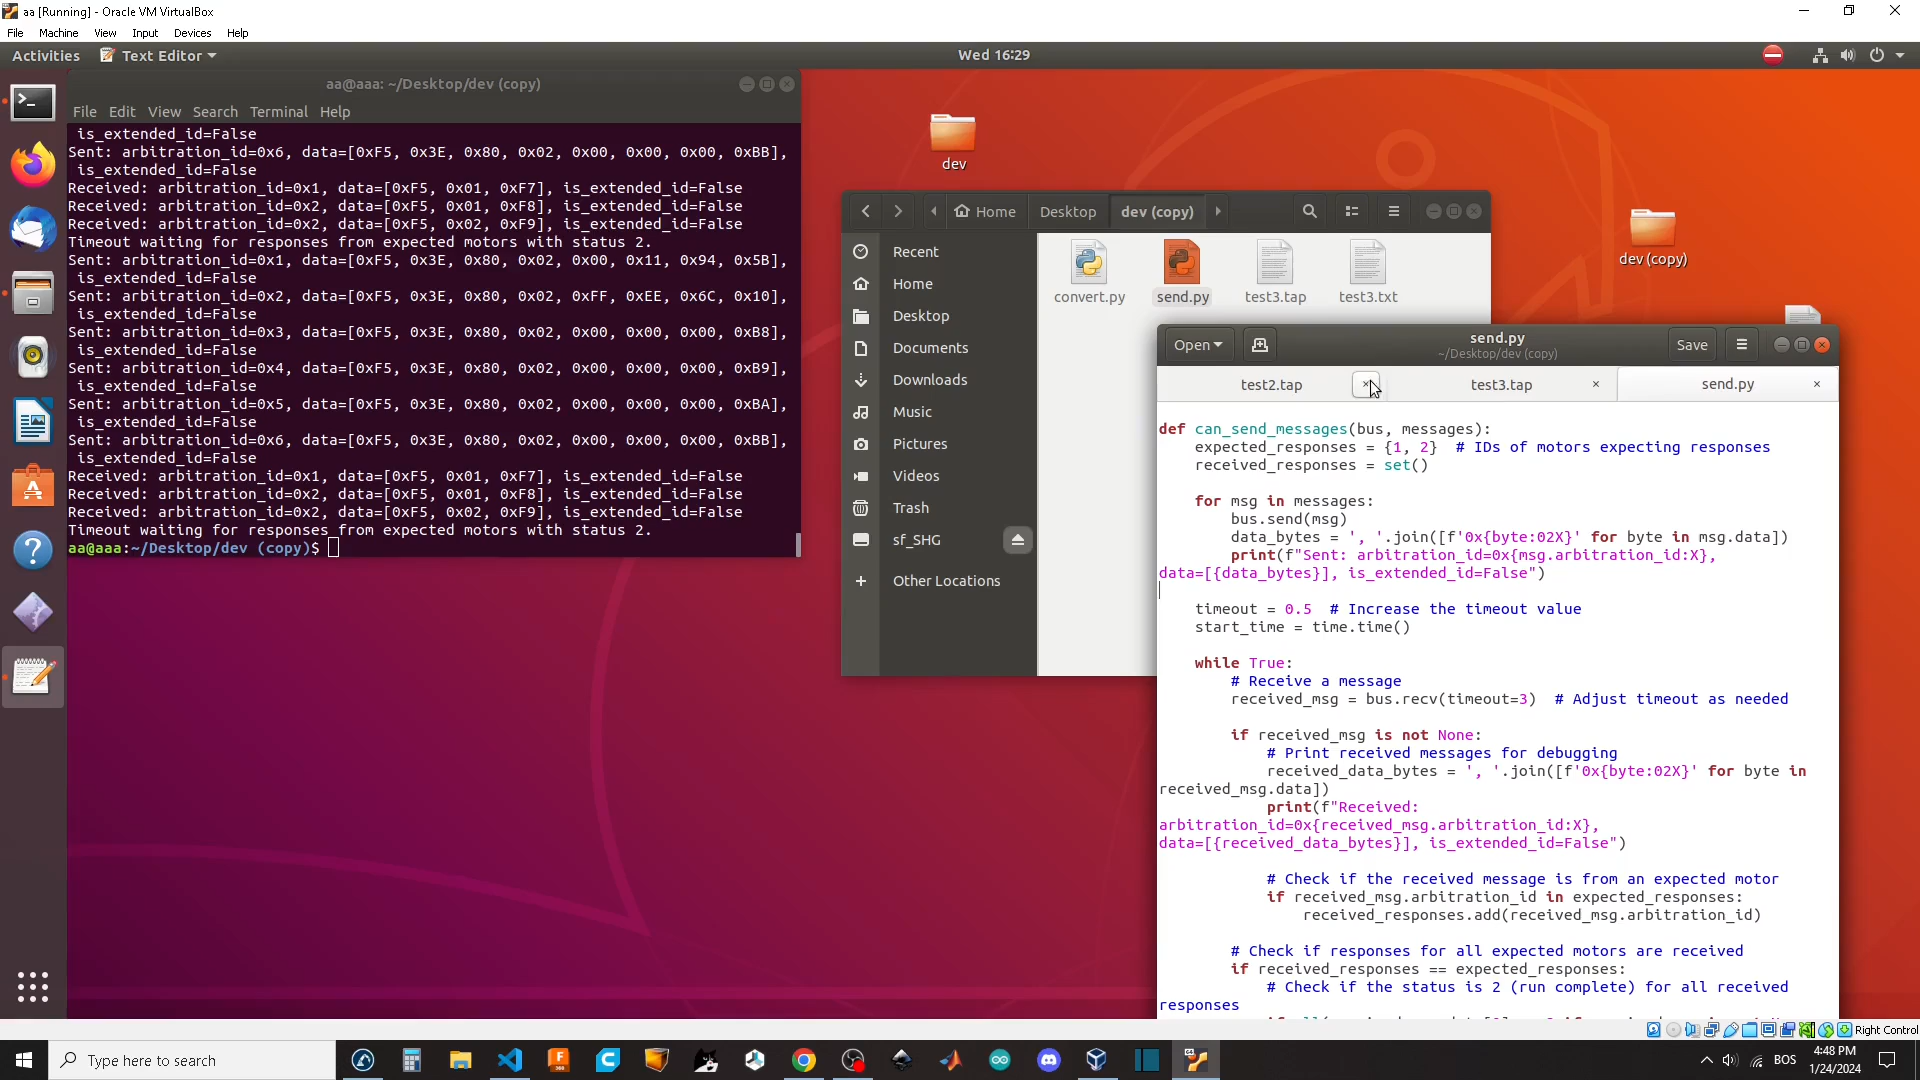 aa [Running] - Oracle VM VirtualBox
File Machine View Input Devices Help
Activities Text Editor Wed 16:29
aa@aaa: ~/Desktop/dev (copy)
File Edit View Search Terminal Help
is_extended_id=False
Sent: arbitration_id=0x6, data=[0xF5, 0x3E, 0x80, 0x02, 0x00, 0x00, 0x00, 0xBB],
is_extended_id=False
Received: arbitration_id=0x1, data=[0xF5, 0x01, 0xF7], is_extended_id=False
Received: arbitration_id=0x2, data=[0xF5, 0x01, 0xF8], is_extended_id=False
Received: arbitration_id=0x2, data=[0xF5, 0x02, 0xF9], is_extended_id=False
Timeout waiting for responses from expected motors with status 2.
Sent: arbitration_id=0x1, data=[0xF5, 0x3E, 0x80, 0x02, 0x00, 0x11, 0x94, 0x5B],
is_extended_id=False
Sent: arbitration_id=0x2, data=[0xF5, 0x3E, 0x80, 0x02, 0xFF, 0xEE, 0x6C, 0x10],
is_extended_id=False
Sent: arbitration_id=0x3, data=[0xF5, 0x3E, 0x80, 0x02, 0x00, 0x00, 0x00, 0xB8],
is_extended_id=False
Sent: arbitration_id=0x4, data=[0xF5, 0x3E, 0x80, 0x02, 0x00, 0x00, 0x00, 0xB9],
is_extended_id=False
Sent: arbitration_id=0x5, data=[0xF5, 0x3E, 0x80, 0x02, 0x00, 0x00, 0x00, 0xBA],
is_extended_id=False
Sent: arbitration_id=0x6, data=[0xF5, 0x3E, 0x80, 0x02, 0x00, 0x00, 0x00, 0xBB],
is_extended_id=False
Received: arbitration_id=0x1, data=[0xF5, 0x01, 0xF7], is_extended_id=False
Received: arbitration_id=0x2, data=[0xF5, 0x01, 0xF8], is_extended_id=False
Received: arbitration_id=0x2, data=[0xF5, 0x02, 0xF9], is_extended_id=False
Timeout waiting for responses from expected motors with status 2.
aa@aaa:~/Desktop/dev (copy)$
dev
dev (copy)
Home Desktop dev (copy)
Recent
Home
Desktop
Documents
Downloads
Music
Pictures
Videos
Trash
sf_SHG
Other Locations
convert.py send.py test3.tap test3.txt
Open send.py Save
~/Desktop/dev (copy)
test2.tap test3.tap send.py
def can_send_messages(bus, messages):
expected_responses = {1, 2} # IDs of motors expecting responses
received_responses = set()
for msg in messages:
bus.send(msg)
data_bytes = ', '.join([f'0x{byte:02X}' for byte in msg.data])
print(f"Sent: arbitration_id=0x{msg.arbitration_id:X},
data=[{data_bytes}], is_extended_id=False")
timeout = 0.5 # Increase the timeout value
start_time = time.time()
while True:
# Receive a message
received_msg = bus.recv(timeout=3) # Adjust timeout as needed
if received_msg is not None:
# Print received messages for debugging
received_data_bytes = ', '.join([f'0x{byte:02X}' for byte in
received_msg.data])
print(f"Received:
arbitration_id=0x{received_msg.arbitration_id:X},
data=[{received_data_bytes}], is_extended_id=False")
# Check if the received message is from an expected motor
if received_msg.arbitration_id in expected_responses:
received_responses.add(received_msg.arbitration_id)
# Check if responses for all expected motors are received
if received_responses == expected_responses:
# Check if the status is 2 (run complete) for all received
responses
Right Control
Type here to search
BOS
4:48 PM
1/24/2024